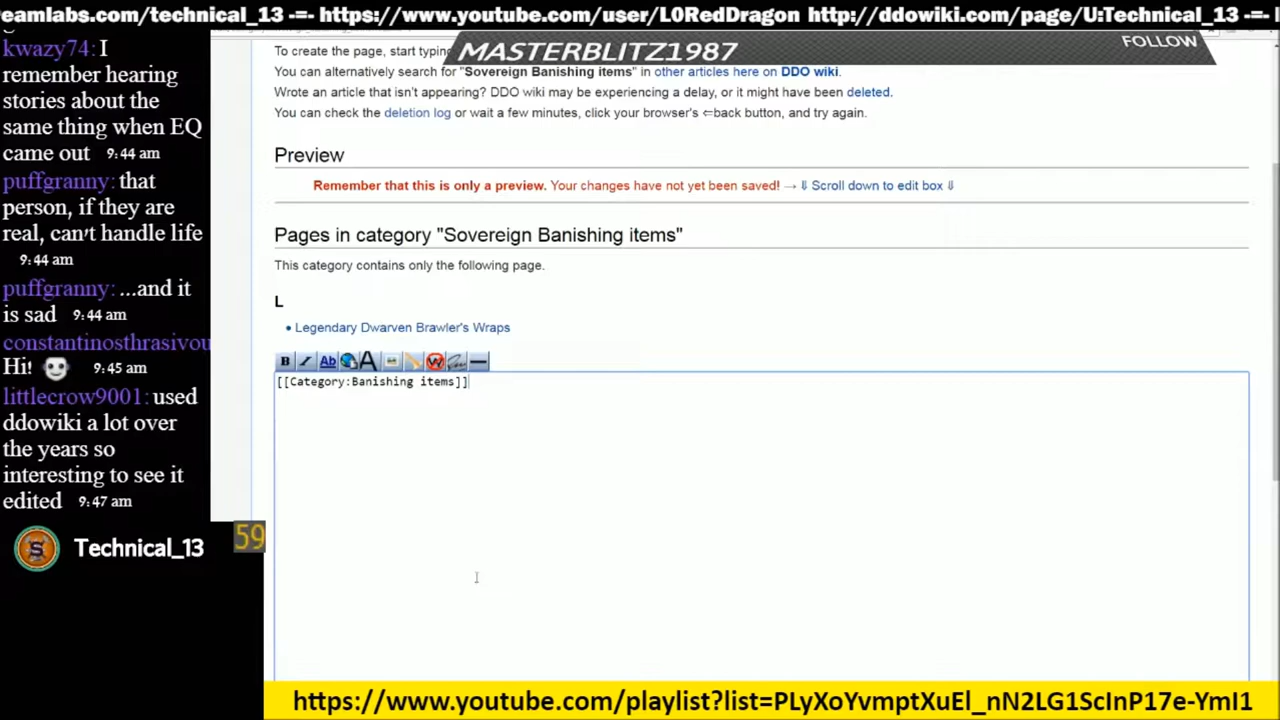 reamlabs.com/technical_13 -=- https://www.youtube.com/user/L0RedDragon http://ddowiki.com/page/U:Technical_13 -=-
MASTERBLITZ1987
FOLLOW
kwazy74: I
remember hearing
stories about the
same thing when EQ
came out 9:44 am
puffgranny: that
person, if they are
real, can't handle life
9:44 am
puffgranny: ...and it
is sad 9:44 am
constantinosthrasivou
Hi! 9:45 am
littlecrow9001: used
ddowiki a lot over
the years so
interesting to see it
edited 9:47 am
Technical_13
59
To create the page, start typing
You can alternatively search for "Sovereign Banishing items" in other articles here on DDO wiki.
Wrote an article that isn't appearing? DDO wiki may be experiencing a delay, or it might have been deleted.
You can check the deletion log or wait a few minutes, click your browser's ⇐back button, and try again.
Preview
Remember that this is only a preview. Your changes have not yet been saved! → ⇓ Scroll down to edit box ⇓
Pages in category "Sovereign Banishing items"
This category contains only the following page.
L
• Legendary Dwarven Brawler's Wraps
B I Ab A W
[[Category:Banishing items]]
https://www.youtube.com/playlist?list=PLyXoYvmptXuEl_nN2LG1ScInP17e-YmI1